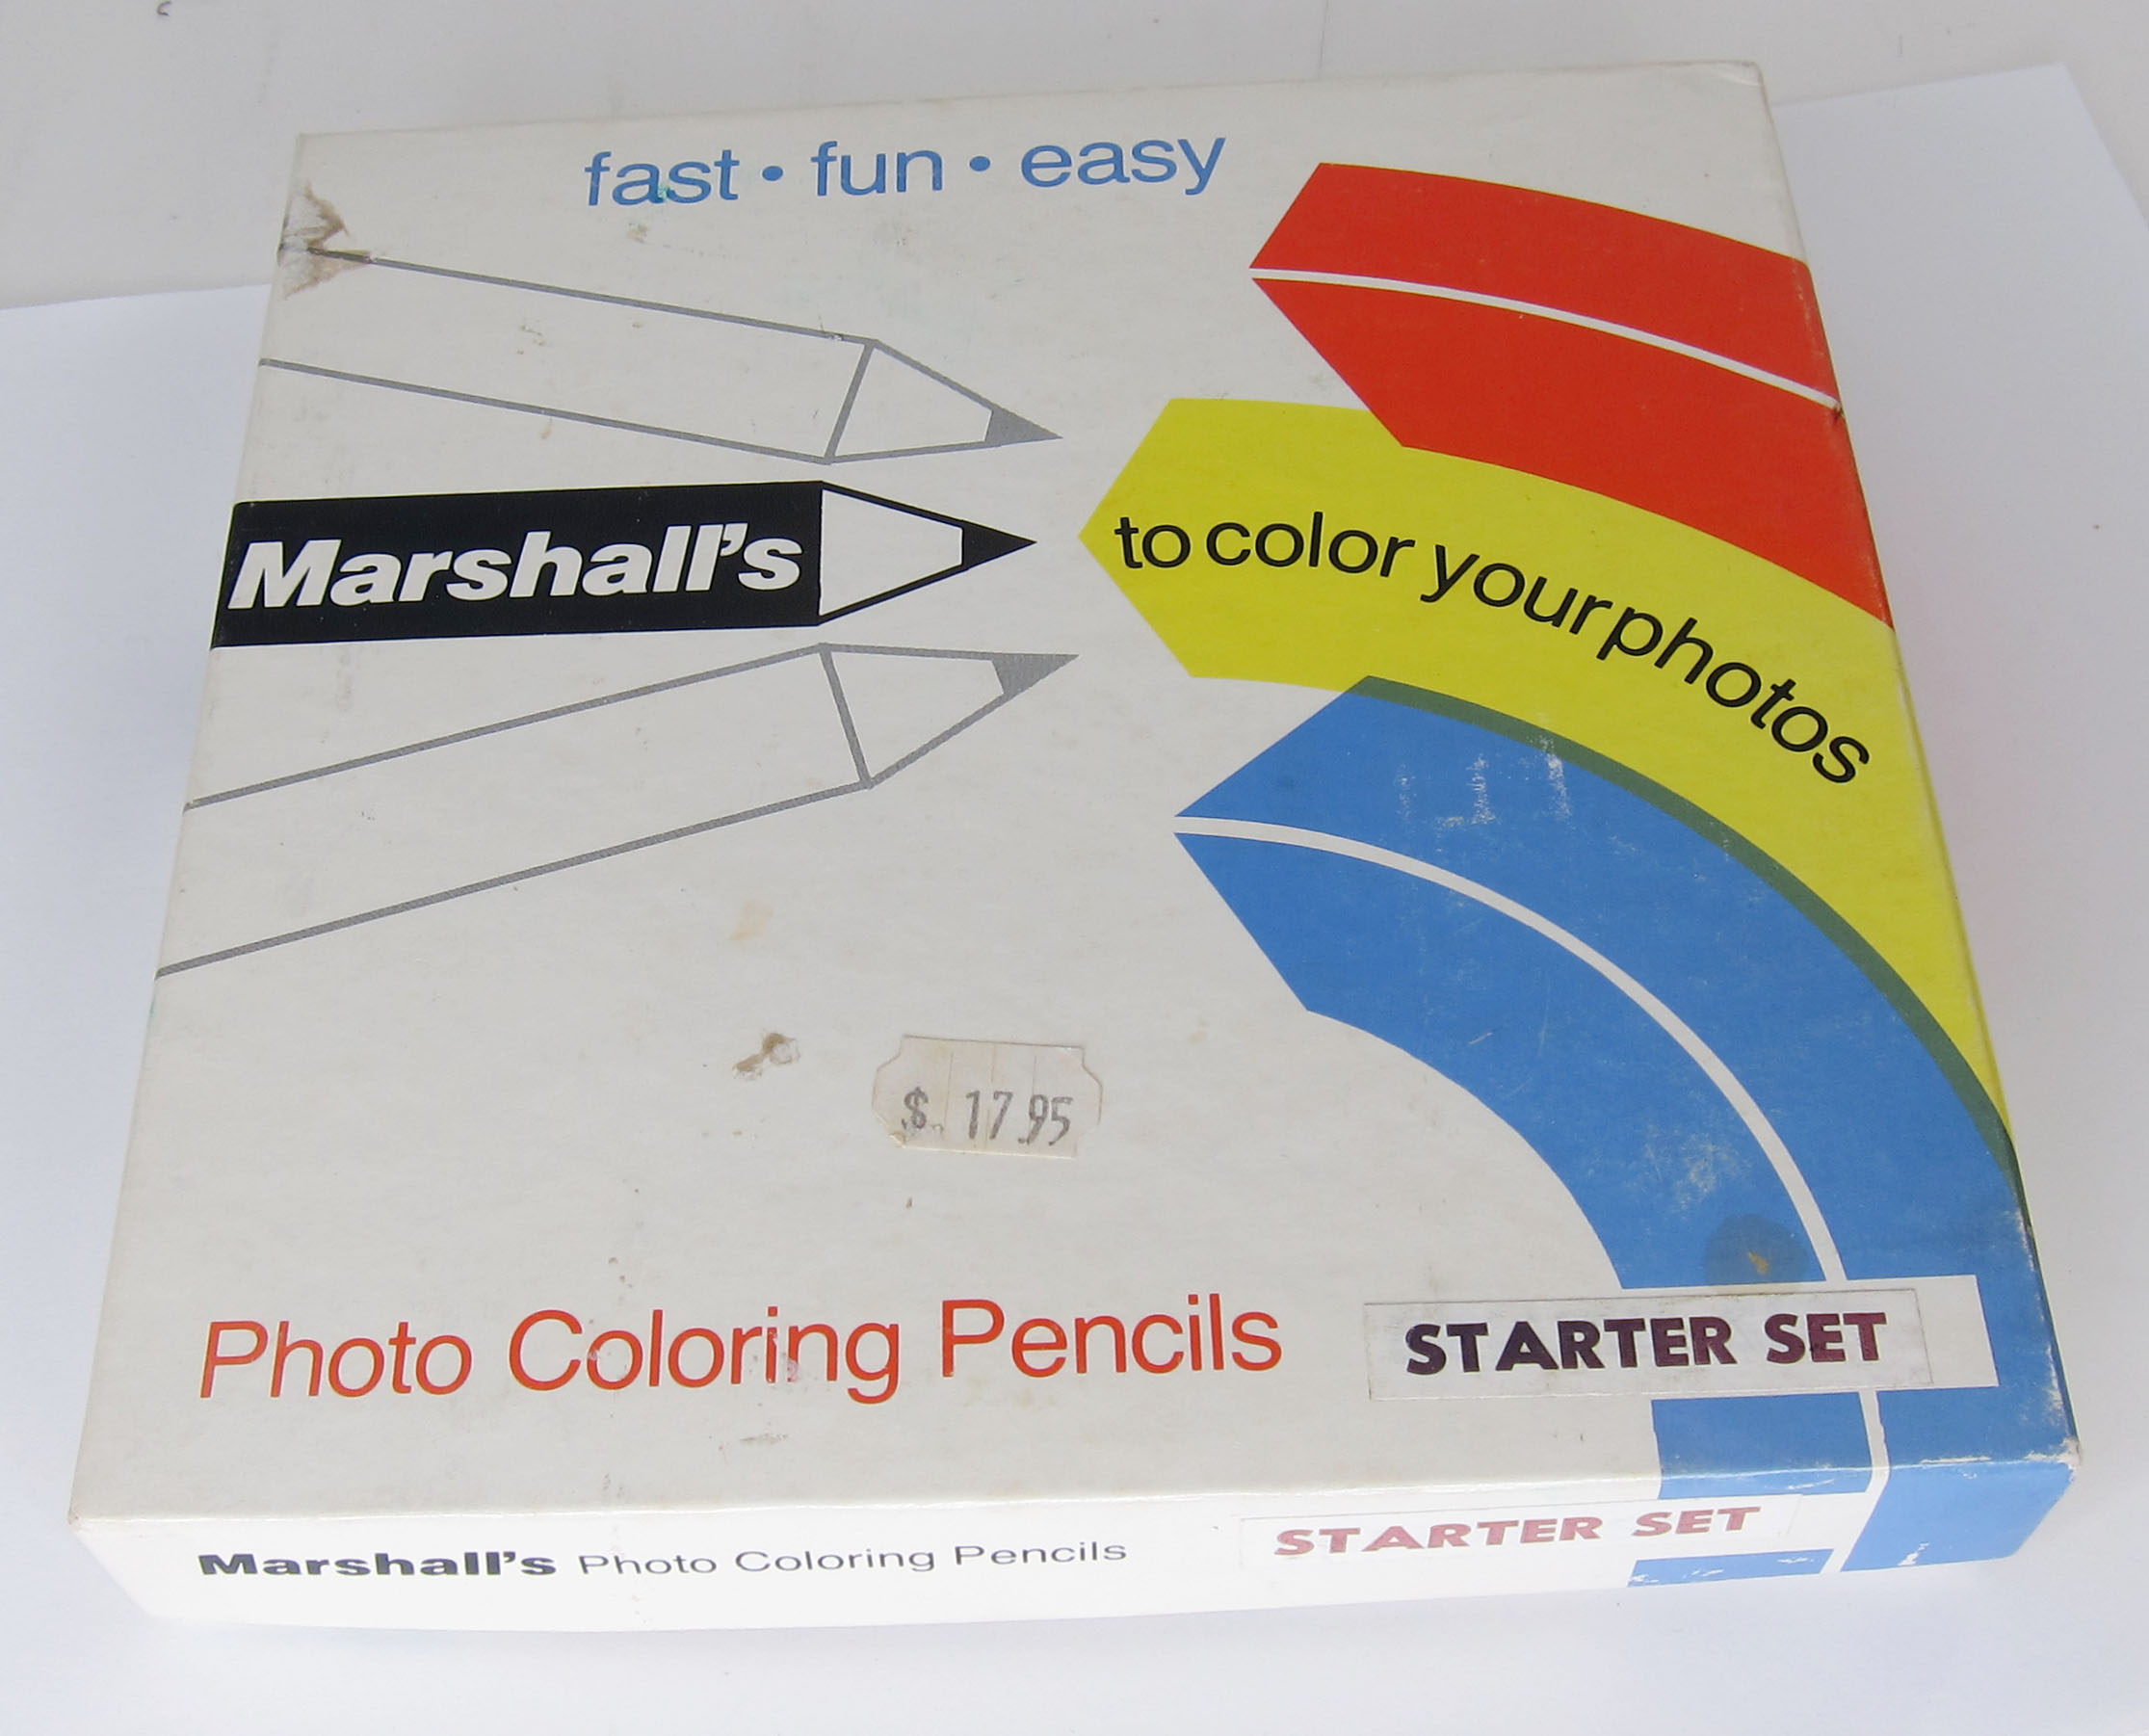 fast • fun • easy
Marshall's
to color your photos
$ 17.95
Photo Coloring Pencils
STARTER SET
Marshall's Photo Coloring Pencils
STARTER SET